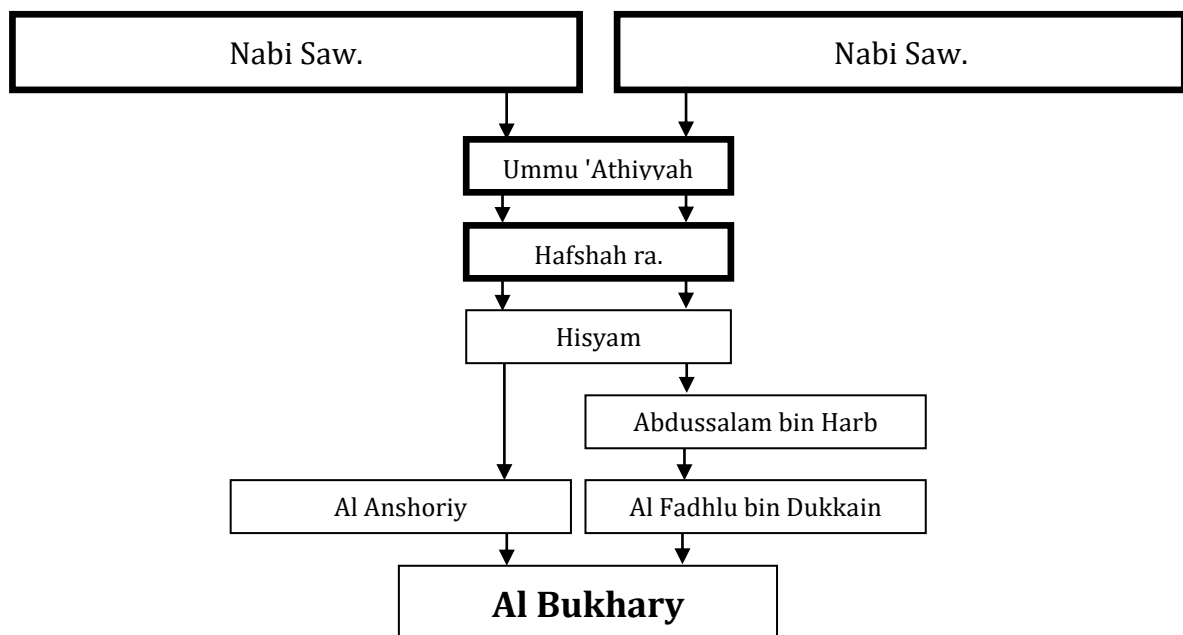 Nabi Saw.
Nabi Saw.
Ummu 'Athiyyah
Hafshah ra.
Hisyam
Abdussalam bin Harb
Al Anshoriy
Al Fadhlu bin Dukkain
Al Bukhary